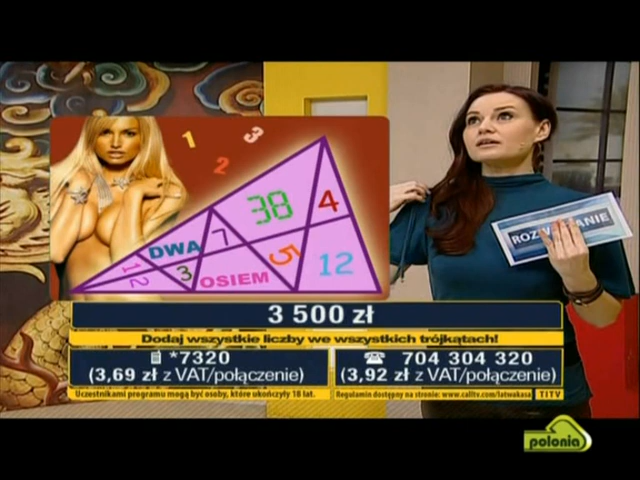 1
3
2
38
4
DWA
7
5
12
12
3
OSIEM
ROZWIĄZANIE
3 500 zł
Dodaj wszystkie liczby we wszystkich trójkątach!
*7320
(3,69 zł z VAT/połączenie)
704 304 320
(3,92 zł z VAT/połączenie)
Uczestnikami programu mogą być osoby, które ukończyły 18 lat.
Regulamin dostępny na stronie: www.calltv.com/latwakasa
TITV
polonia